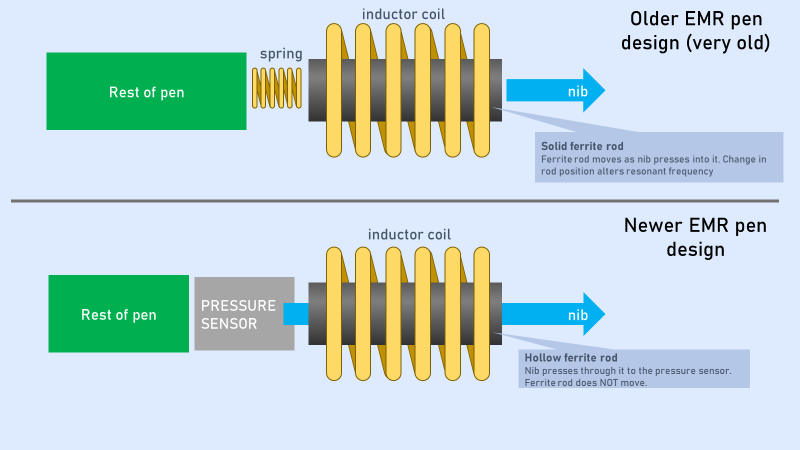 inductor coil
Older EMR pen
design (very old)
spring
Rest of pen
nib
Solid ferrite rod
Ferrite rod moves as nib presses into it. Change in
rod position alters resonant frequency
inductor coil
Newer EMR pen
design
Rest of pen
PRESSURE
SENSOR
nib
Hollow ferrite rod
Nib presses through it to the pressure sensor.
Ferrite rod does NOT move.